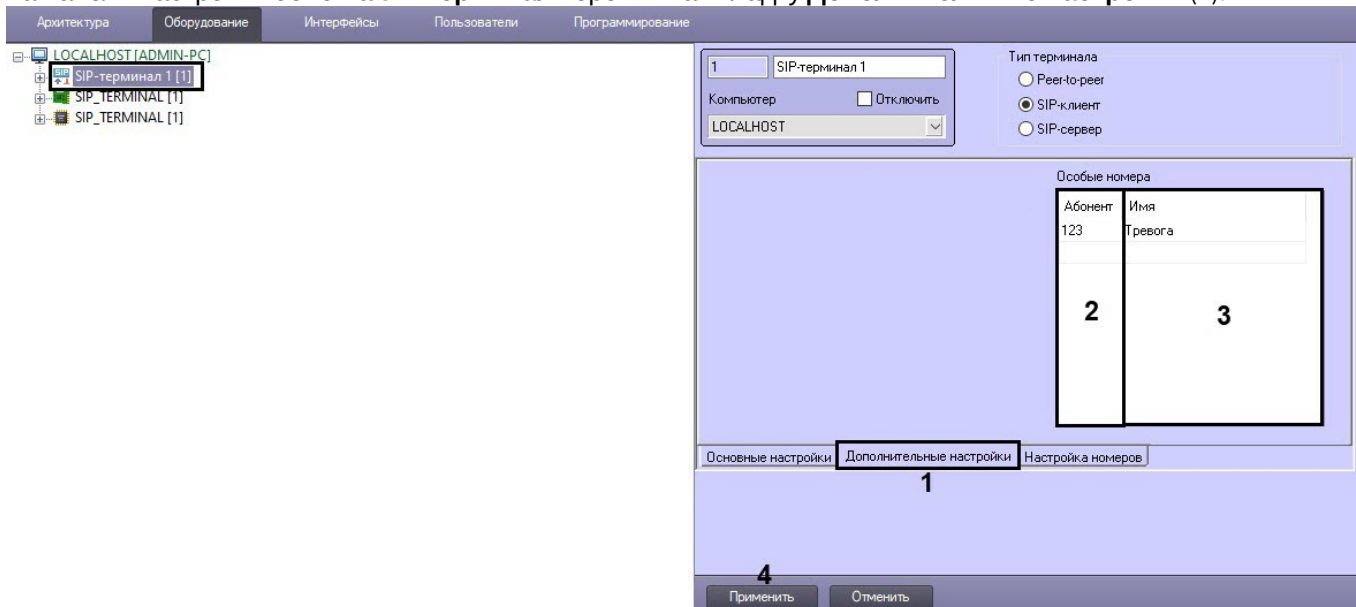 Архитектура Оборудование Интерфейсы Пользователи Программирование
LOCALHOST [ADMIN-PC]
SIP-терминал 1 [1]
SIP_TERMINAL [1]
SIP_TERMINAL [1]
1 SIP-терминал 1
Компьютер Отключить
LOCALHOST
Тип терминала
Peer-to-peer
SIP-клиент
SIP-сервер
Особые номера
Абонент Имя
123 Тревога
2 3
Основные настройки Дополнительные настройки Настройка номеров
1
4
Применить Отменить